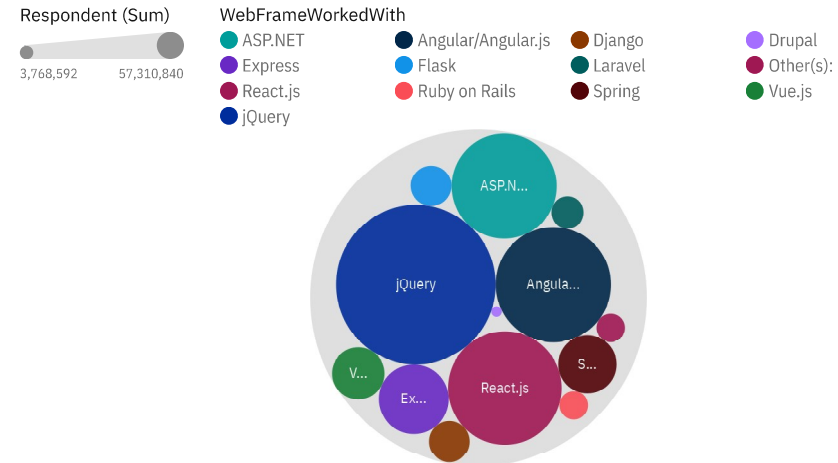 Respondent (Sum)
3,768,592 57,310,840
WebFrameWorkedWith
ASP.NET Angular/Angular.js Django Drupal
Express Flask Laravel Other(s):
React.js Ruby on Rails Spring Vue.js
jQuery
ASP.N...
jQuery
Angula...
S...
V...
React.js
Ex...